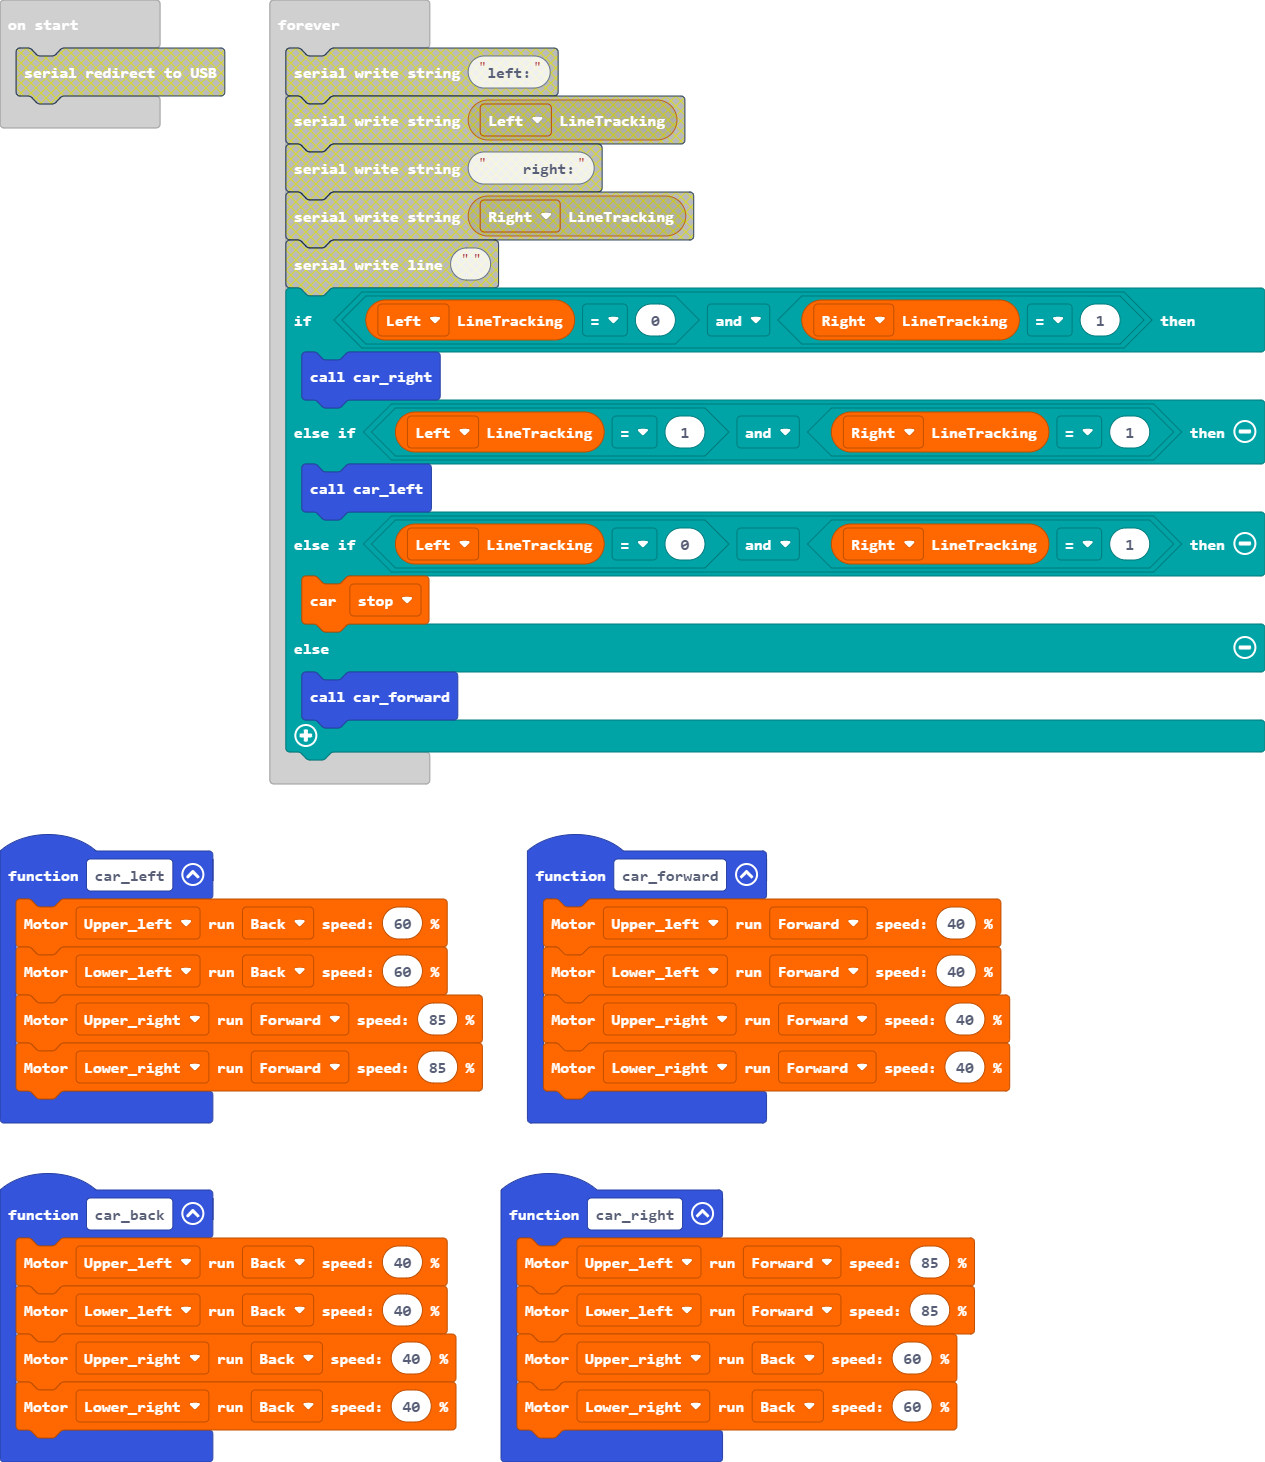 on start
serial redirect to USB
forever
serial write string "left:"
serial write string Left LineTracking
serial write string "    right:"
serial write string Right LineTracking
serial write line ""
if Left LineTracking = 0 and Right LineTracking = 1 then
call car_right
else if Left LineTracking = 1 and Right LineTracking = 1 then
call car_left
else if Left LineTracking = 0 and Right LineTracking = 1 then
car stop
else
call car_forward
function car_left
Motor Upper_left run Back speed: 60 %
Motor Lower_left run Back speed: 60 %
Motor Upper_right run Forward speed: 85 %
Motor Lower_right run Forward speed: 85 %
function car_forward
Motor Upper_left run Forward speed: 40 %
Motor Lower_left run Forward speed: 40 %
Motor Upper_right run Forward speed: 40 %
Motor Lower_right run Forward speed: 40 %
function car_back
Motor Upper_left run Back speed: 40 %
Motor Lower_left run Back speed: 40 %
Motor Upper_right run Back speed: 40 %
Motor Lower_right run Back speed: 40 %
function car_right
Motor Upper_left run Forward speed: 85 %
Motor Lower_left run Forward speed: 85 %
Motor Upper_right run Back speed: 60 %
Motor Lower_right run Back speed: 60 %